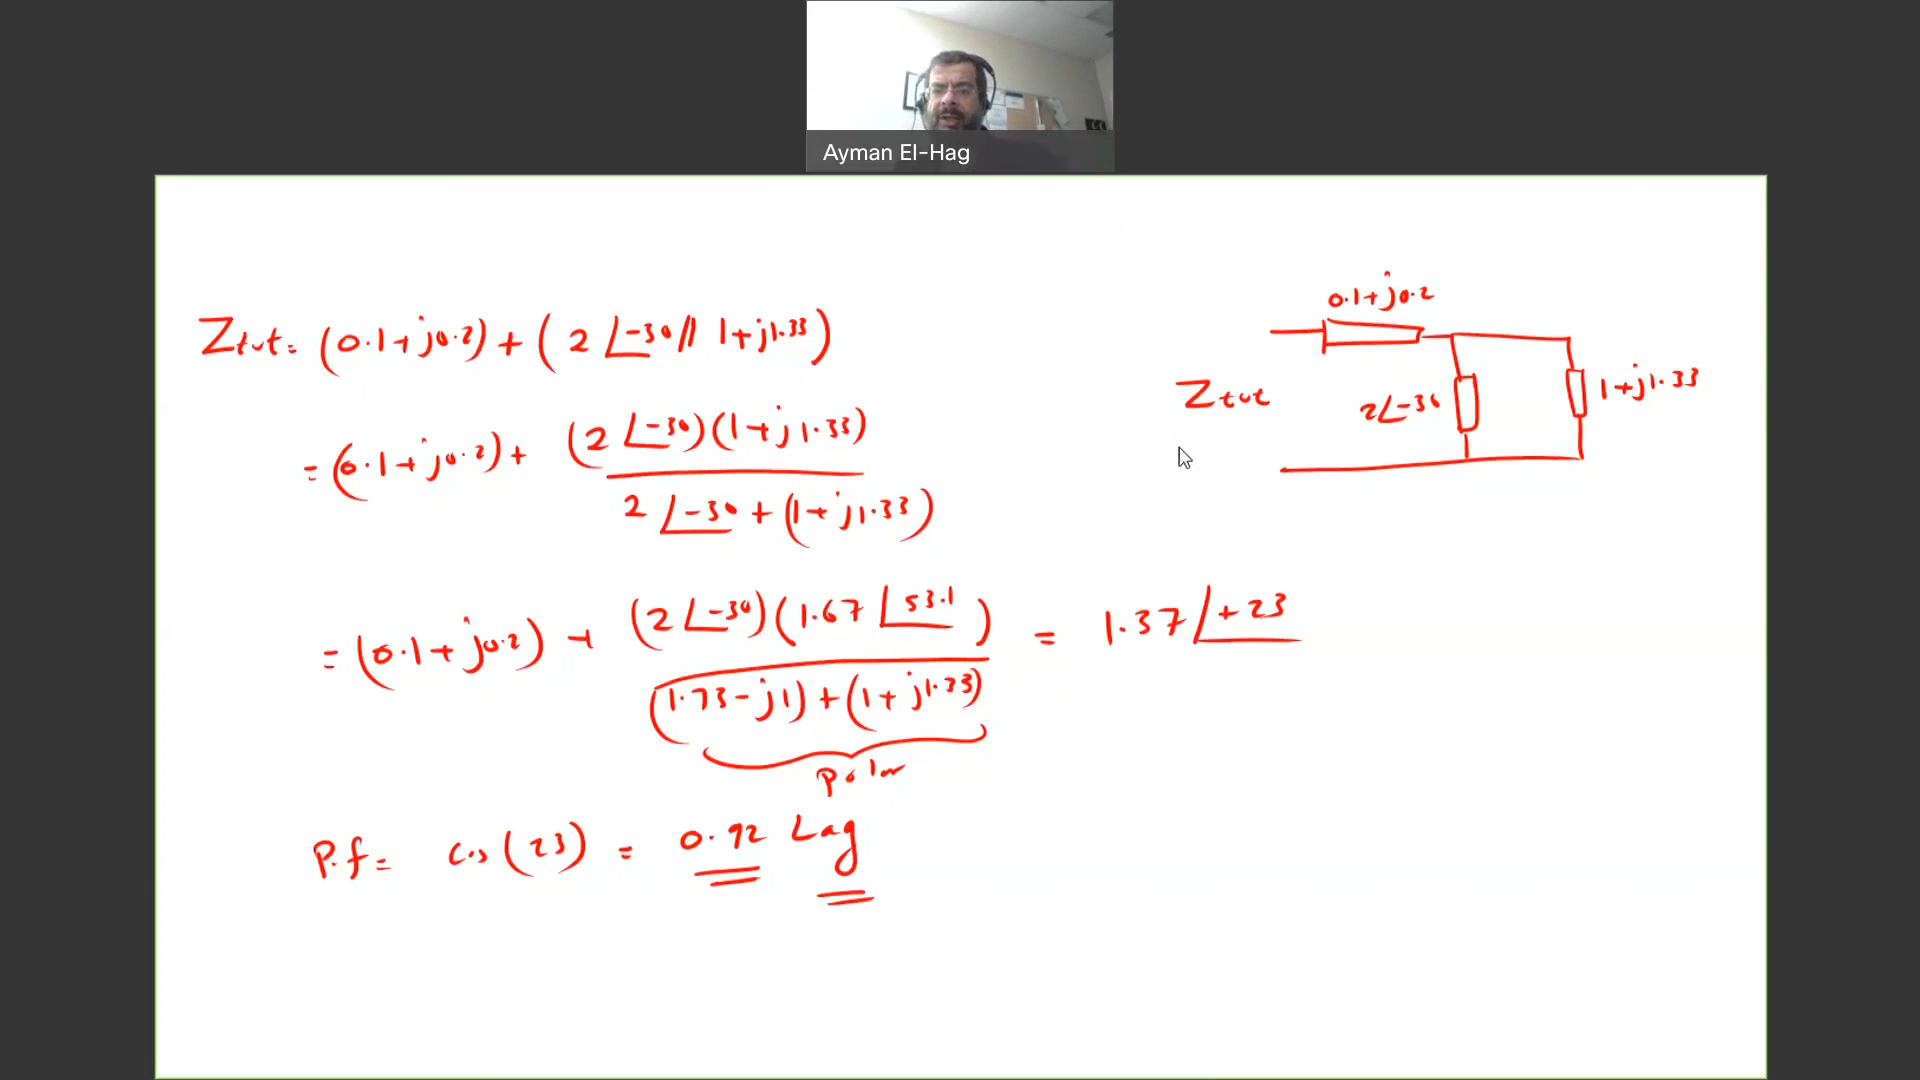 Ayman El-Hag
Ztot= (0.1+j0.2) + (2∠-30 // 1+j1.33)
= (0.1+j0.2) + (2∠-30)(1+j1.33)
2∠-30 + (1+j1.33)
= (0.1+j0.2) + (2∠-30)(1.67∠53.1) = 1.37∠+23
(1.73-j1)+(1+j1.33)
Polar
P.f= Cos(23) = 0.92 Lag
0.1+j0.2
Ztot
2∠-30
1+j1.33